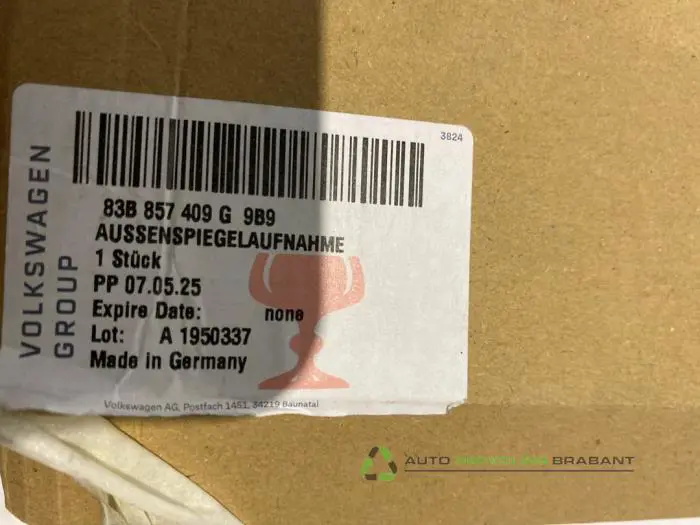 3824
VOLKSWAGEN
GROUP
83B 857 409 G 9B9
AUSSENSPIEGELAUFNAHME
1 Stück
PP 07.05.25
Expire Date: none
Lot: A 1950337
Made in Germany
Volkswagen AG, Postfach 1451, 34219 Baunatal
AUTO RECYCLING BRABANT